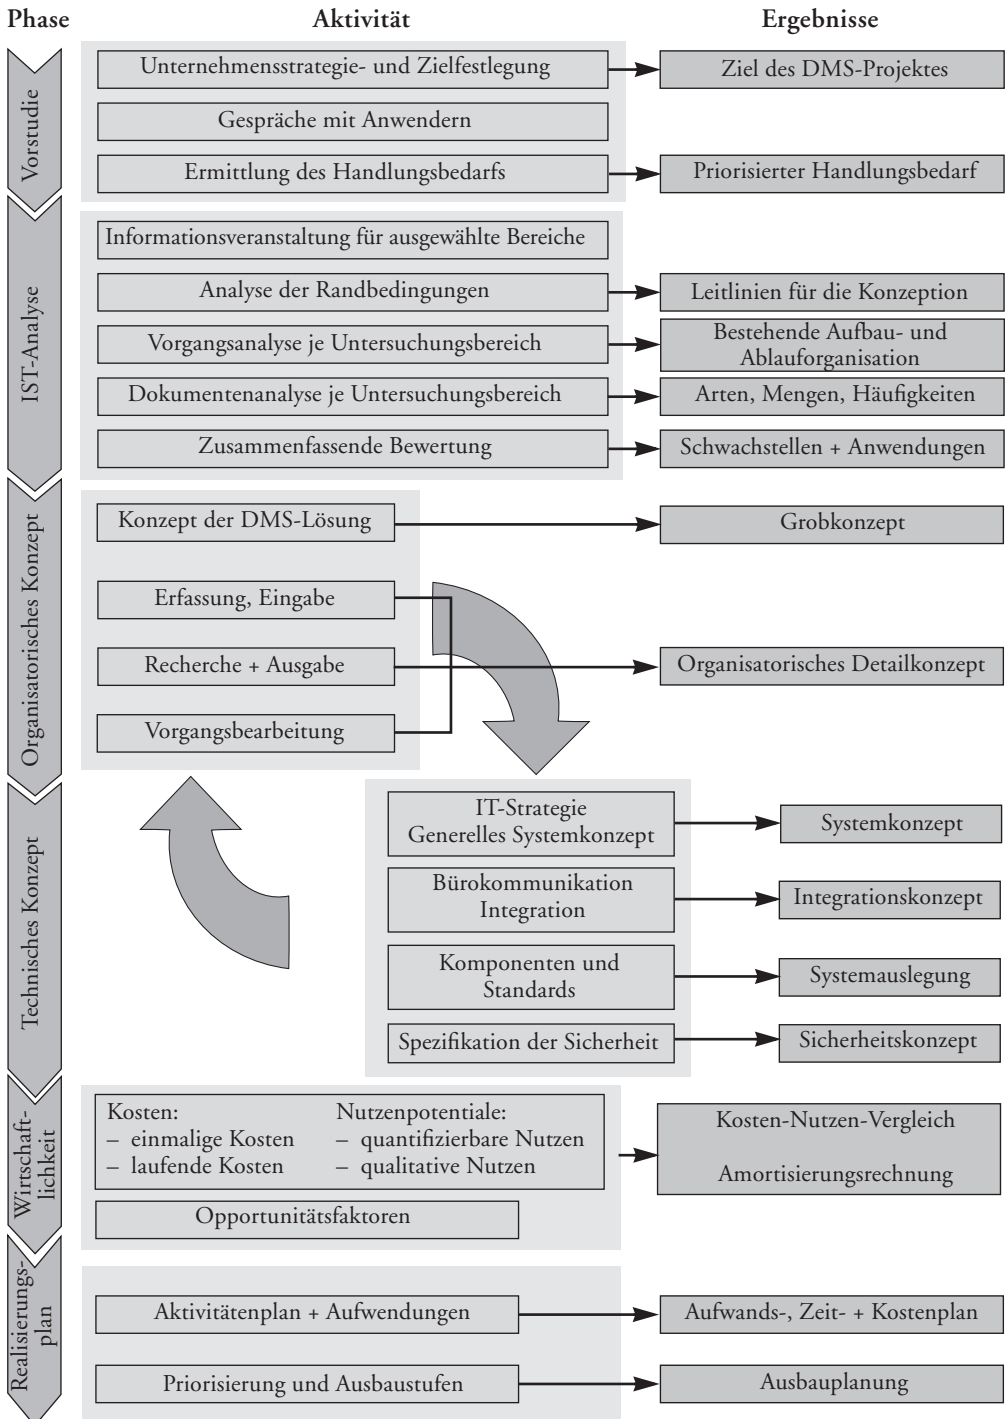 Phase
Aktivität
Ergebnisse
Vorstudie
Unternehmensstrategie- und Zielfestlegung
Ziel des DMS-Projektes
Gespräche mit Anwendern
Ermittlung des Handlungsbedarfs
Priorisierter Handlungsbedarf
IST-Analyse
Informationsveranstaltung für ausgewählte Bereiche
Analyse der Randbedingungen
Leitlinien für die Konzeption
Vorgangsanalyse je Untersuchungsbereich
Bestehende Aufbau- und
Ablauforganisation
Dokumentenanalyse je Untersuchungsbereich
Arten, Mengen, Häufigkeiten
Zusammenfassende Bewertung
Schwachstellen + Anwendungen
Organisatorisches Konzept
Konzept der DMS-Lösung
Grobkonzept
Erfassung, Eingabe
Recherche + Ausgabe
Organisatorisches Detailkonzept
Vorgangsbearbeitung
Technisches Konzept
IT-Strategie
Generelles Systemkonzept
Systemkonzept
Bürokommunikation
Integration
Integrationskonzept
Komponenten und
Standards
Systemauslegung
Spezifikation der Sicherheit
Sicherheitskonzept
Wirtschaft-
lichkeit
Kosten:
– einmalige Kosten
– laufende Kosten
Nutzenpotentiale:
– quantifizierbare Nutzen
– qualitative Nutzen
Kosten-Nutzen-Vergleich
Amortisierungsrechnung
Opportunitätsfaktoren
Realisierungs-
plan
Aktivitätenplan + Aufwendungen
Aufwands-, Zeit- + Kostenplan
Priorisierung und Ausbaustufen
Ausbauplanung